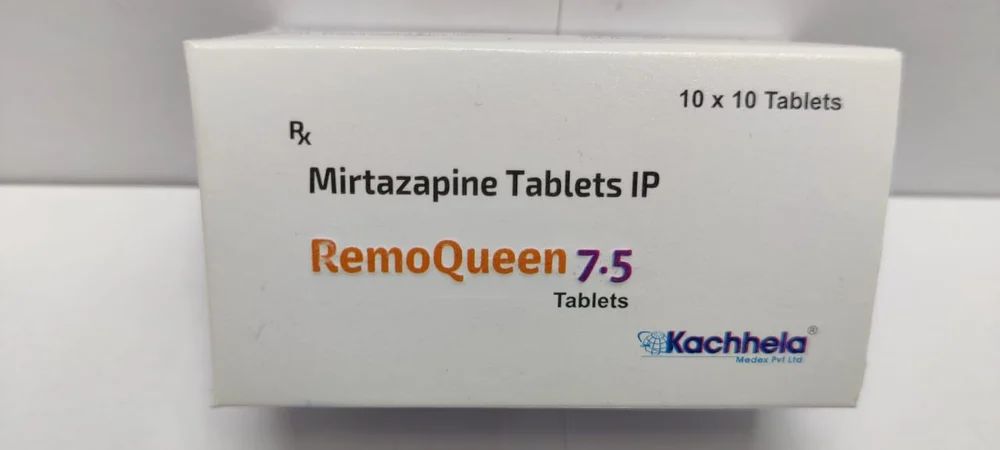 10 x 10 Tablets
Rx
Mirtazapine Tablets IP
RemoQueen 7.5
Tablets
Kachhela®
Medex Pvt Ltd